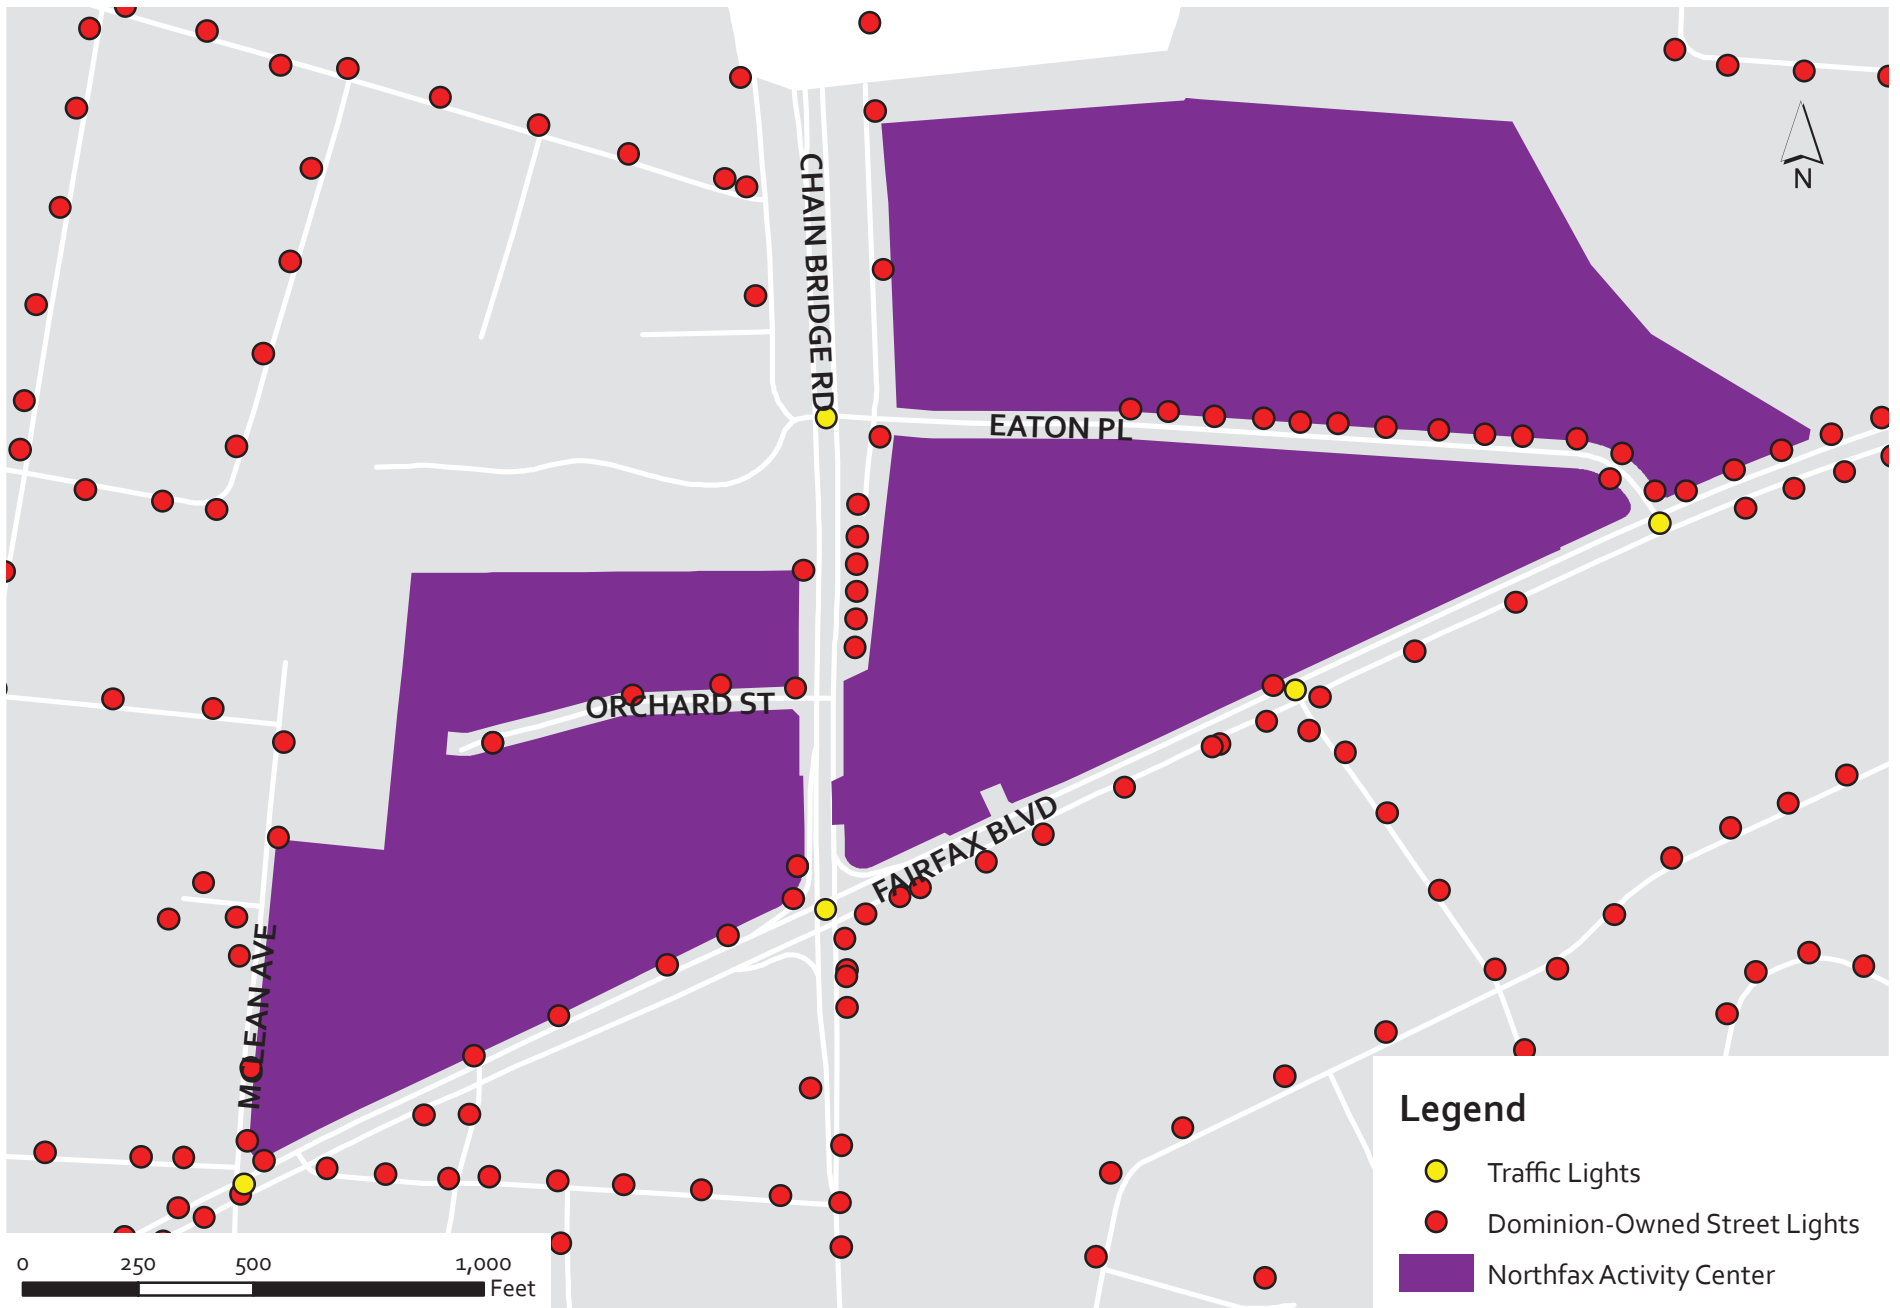 N
CHAIN BRIDGE RD
EATON PL
ORCHARD ST
FAIRFAX BLVD
MCLEAN AVE
Legend
Traffic Lights
Dominion-Owned Street Lights
Northfax Activity Center
0 250 500 1,000
Feet